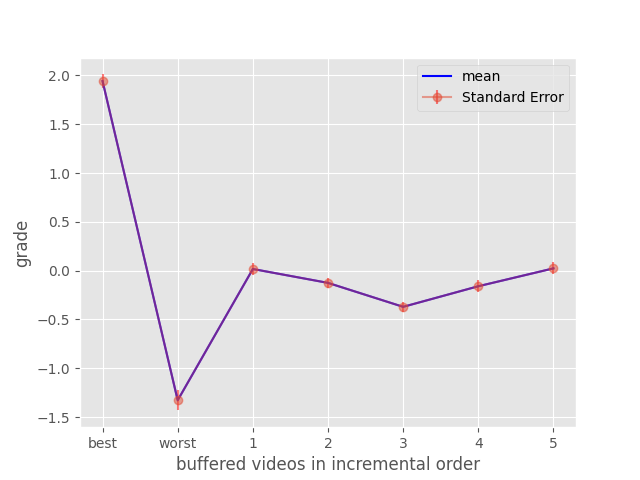 mean
Standard Error
2.0
1.5
1.0
0.5
0.0
−0.5
−1.0
−1.5
grade
best worst 1 2 3 4 5
buffered videos in incremental order